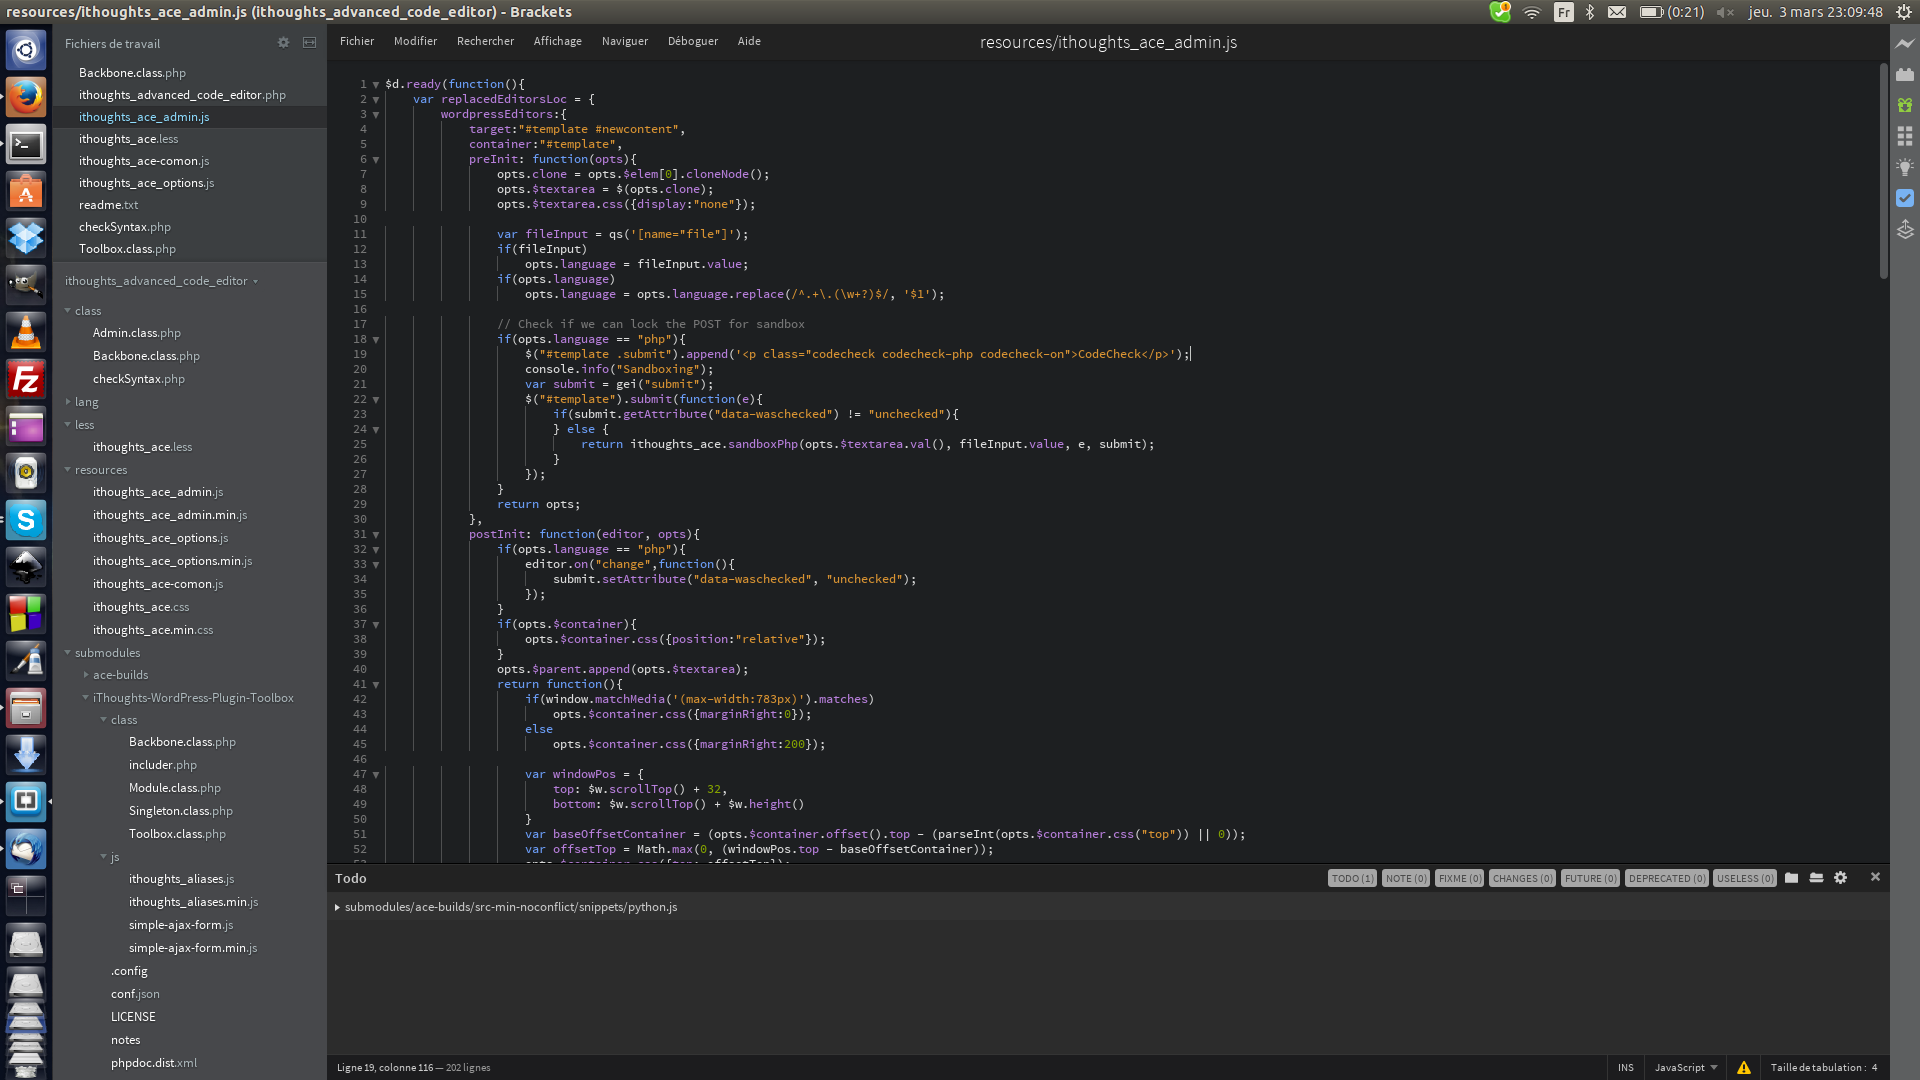 resources/ithoughts_ace_admin.js (ithoughts_advanced_code_editor) - Brackets
Fr
(0:21)
jeu. 3 mars 23:09:48
Fichiers de travail
Backbone.class.php
ithoughts_advanced_code_editor.php
ithoughts_ace_admin.js
ithoughts_ace.less
ithoughts_ace-comon.js
ithoughts_ace_options.js
readme.txt
checkSyntax.php
Toolbox.class.php
ithoughts_advanced_code_editor
class
Admin.class.php
Backbone.class.php
checkSyntax.php
lang
less
ithoughts_ace.less
resources
ithoughts_ace_admin.js
ithoughts_ace_admin.min.js
ithoughts_ace_options.js
ithoughts_ace_options.min.js
ithoughts_ace-comon.js
ithoughts_ace.css
ithoughts_ace.min.css
submodules
ace-builds
iThoughts-WordPress-Plugin-Toolbox
class
Backbone.class.php
includer.php
Module.class.php
Singleton.class.php
Toolbox.class.php
js
ithoughts_aliases.js
ithoughts_aliases.min.js
simple-ajax-form.js
simple-ajax-form.min.js
.config
conf.json
LICENSE
notes
phpdoc.dist.xml
Fichier Modifier Rechercher Affichage Naviguer Déboguer Aide
resources/ithoughts_ace_admin.js
1 $d.ready(function(){
2 var replacedEditorsLoc = {
3 wordpressEditors:{
4 target:"#template #newcontent",
5 container:"#template",
6 preInit: function(opts){
7 opts.clone = opts.$elem[0].cloneNode();
8 opts.$textarea = $(opts.clone);
9 opts.$textarea.css({display:"none"});
10
11 var fileInput = qs('[name="file"]');
12 if(fileInput)
13 opts.language = fileInput.value;
14 if(opts.language)
15 opts.language = opts.language.replace(/^.+\.(\w+?)$/, '$1');
16
17 // Check if we can lock the POST for sandbox
18 if(opts.language == "php"){
19 $("#template .submit").append('<p class="codecheck codecheck-php codecheck-on">CodeCheck</p>');
20 console.info("Sandboxing");
21 var submit = gei("submit");
22 $("#template").submit(function(e){
23 if(submit.getAttribute("data-waschecked") != "unchecked"){
24 } else {
25 return ithoughts_ace.sandboxPhp(opts.$textarea.val(), fileInput.value, e, submit);
26 }
27 });
28 }
29 return opts;
30 },
31 postInit: function(editor, opts){
32 if(opts.language == "php"){
33 editor.on("change",function(){
34 submit.setAttribute("data-waschecked", "unchecked");
35 });
36 }
37 if(opts.$container){
38 opts.$container.css({position:"relative"});
39 }
40 opts.$parent.append(opts.$textarea);
41 return function(){
42 if(window.matchMedia('(max-width:783px)').matches)
43 opts.$container.css({marginRight:0});
44 else
45 opts.$container.css({marginRight:200});
46
47 var windowPos = {
48 top: $w.scrollTop() + 32,
49 bottom: $w.scrollTop() + $w.height()
50 }
51 var baseOffsetContainer = (opts.$container.offset().top - (parseInt(opts.$container.css("top")) || 0));
52 var offsetTop = Math.max(0, (windowPos.top - baseOffsetContainer));
Todo
TODO (1) NOTE (0) FIXME (0) CHANGES (0) FUTURE (0) DEPRECATED (0) USELESS (0)
submodules/ace-builds/src-min-noconflict/snippets/python.js
Ligne 19, colonne 116 — 202 lignes
INS
JavaScript
Taille de tabulation : 4